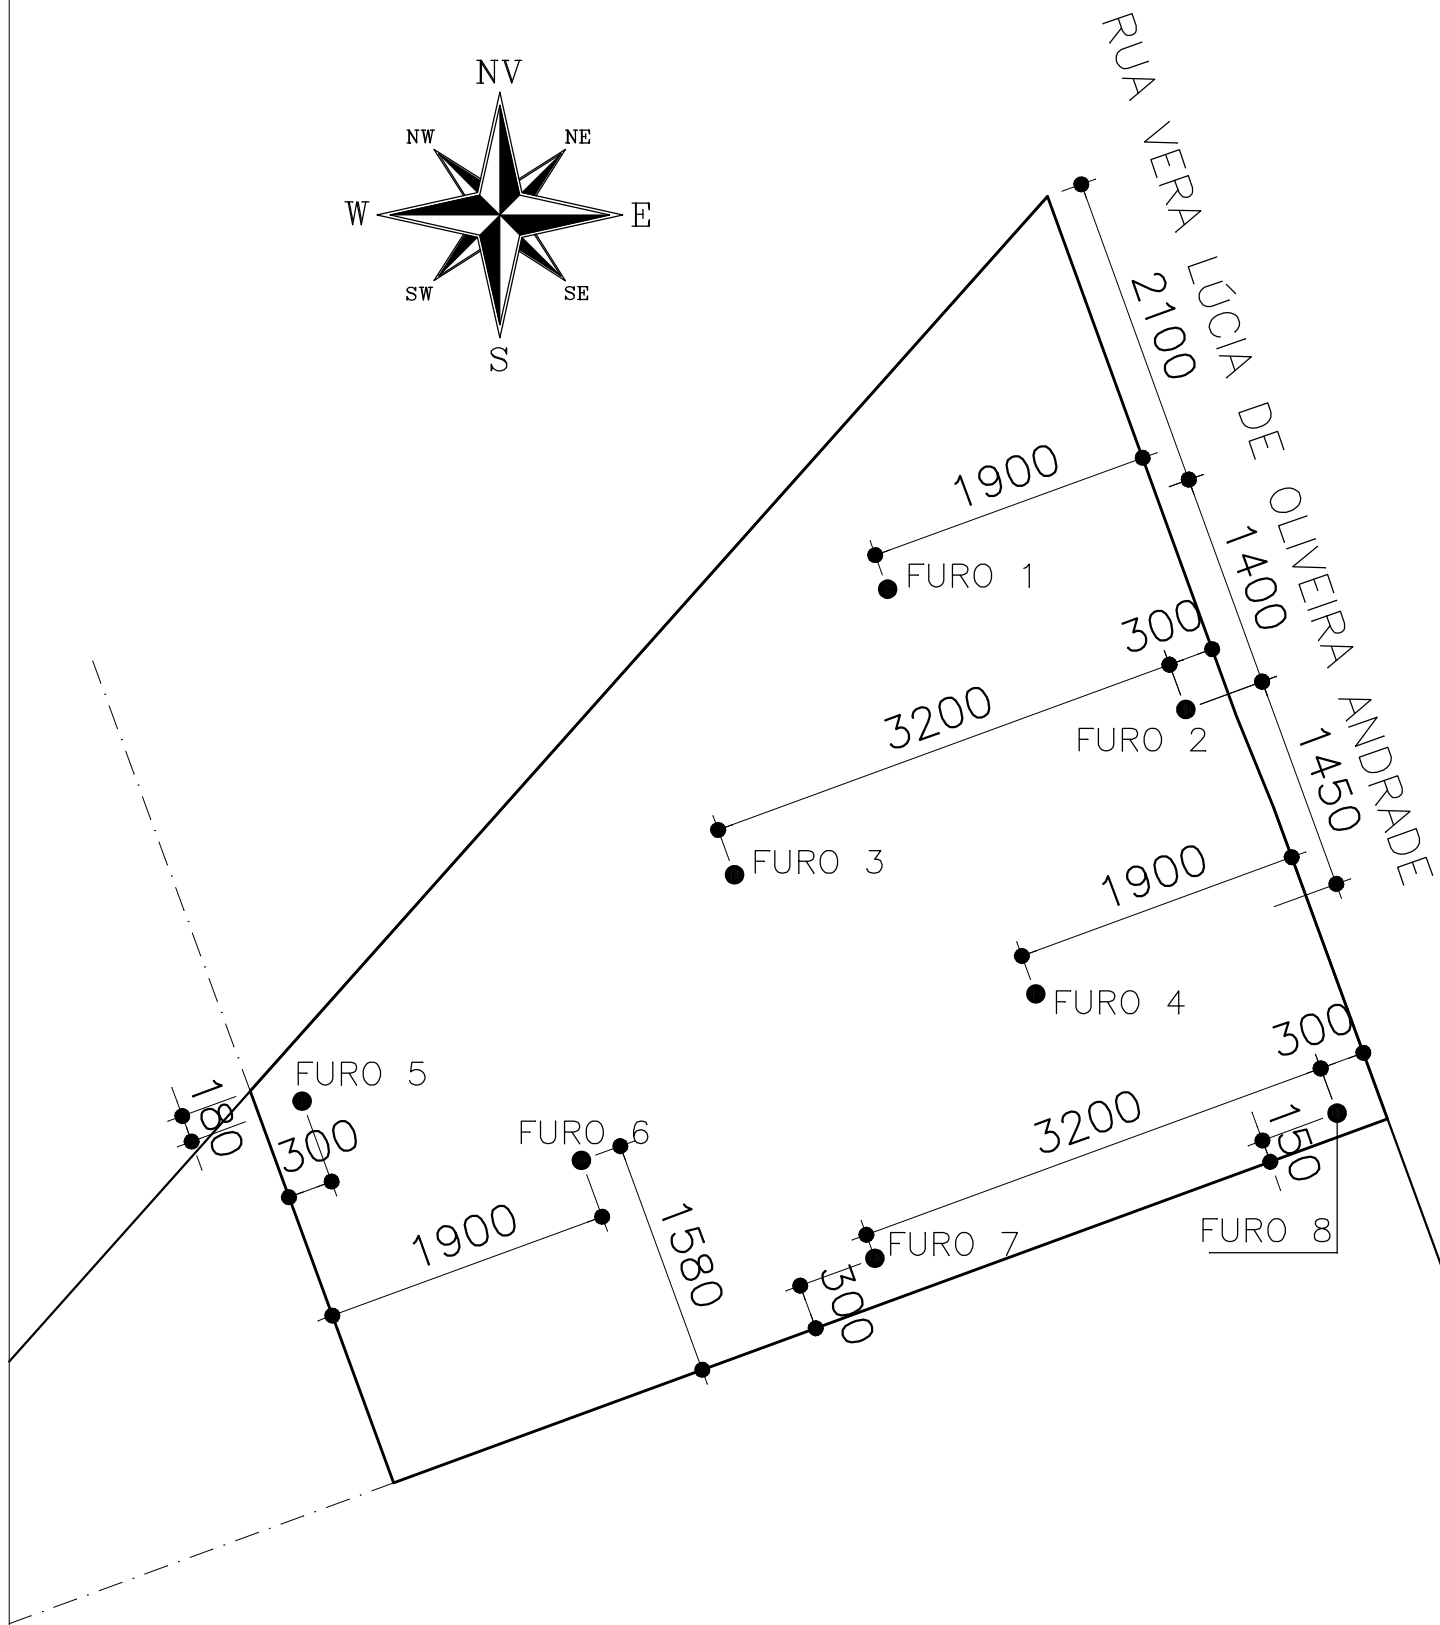 NV
NW
NE
W
E
SW
SE
S
RUA VERA LÚCIA DE OLIVEIRA ANDRADE
2100
1900
FURO 1
1400
300
3200
FURO 2
1450
FURO 3
1900
FURO 4
300
FURO 5
180
300
FURO 6
3200
150
1900
1580
FURO 7
FURO 8
300